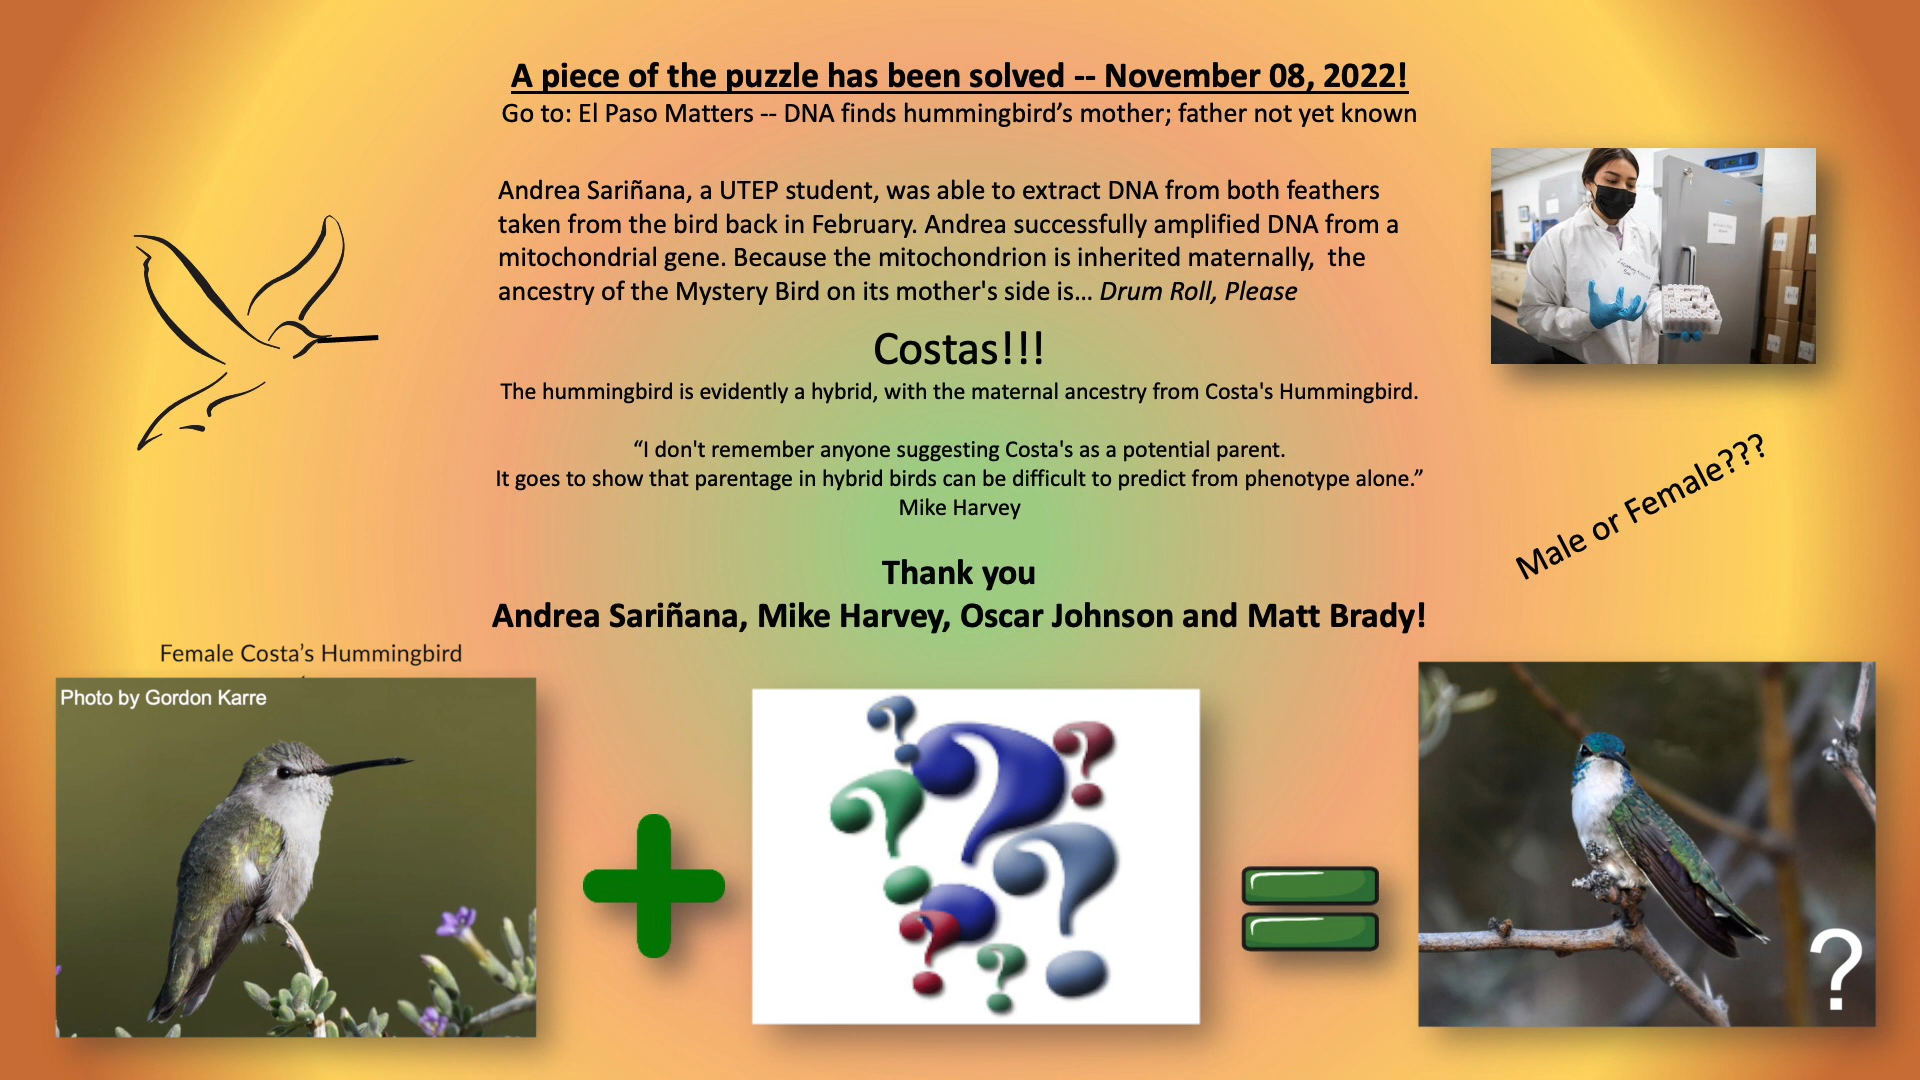 A piece of the puzzle has been solved -- November 08, 2022!
Go to: El Paso Matters -- DNA finds hummingbird’s mother; father not yet known
Andrea Sariñana, a UTEP student, was able to extract DNA from both feathers
taken from the bird back in February. Andrea successfully amplified DNA from a
mitochondrial gene. Because the mitochondrion is inherited maternally,  the
ancestry of the Mystery Bird on its mother's side is... Drum Roll, Please
Costas!!!
The hummingbird is evidently a hybrid, with the maternal ancestry from Costa's Hummingbird.
“I don't remember anyone suggesting Costa's as a potential parent.
It goes to show that parentage in hybrid birds can be difficult to predict from phenotype alone.”
Mike Harvey
Male or Female???
Thank you
Andrea Sariñana, Mike Harvey, Oscar Johnson and Matt Brady!
Female Costa’s Hummingbird
Photo by Gordon Karre
?